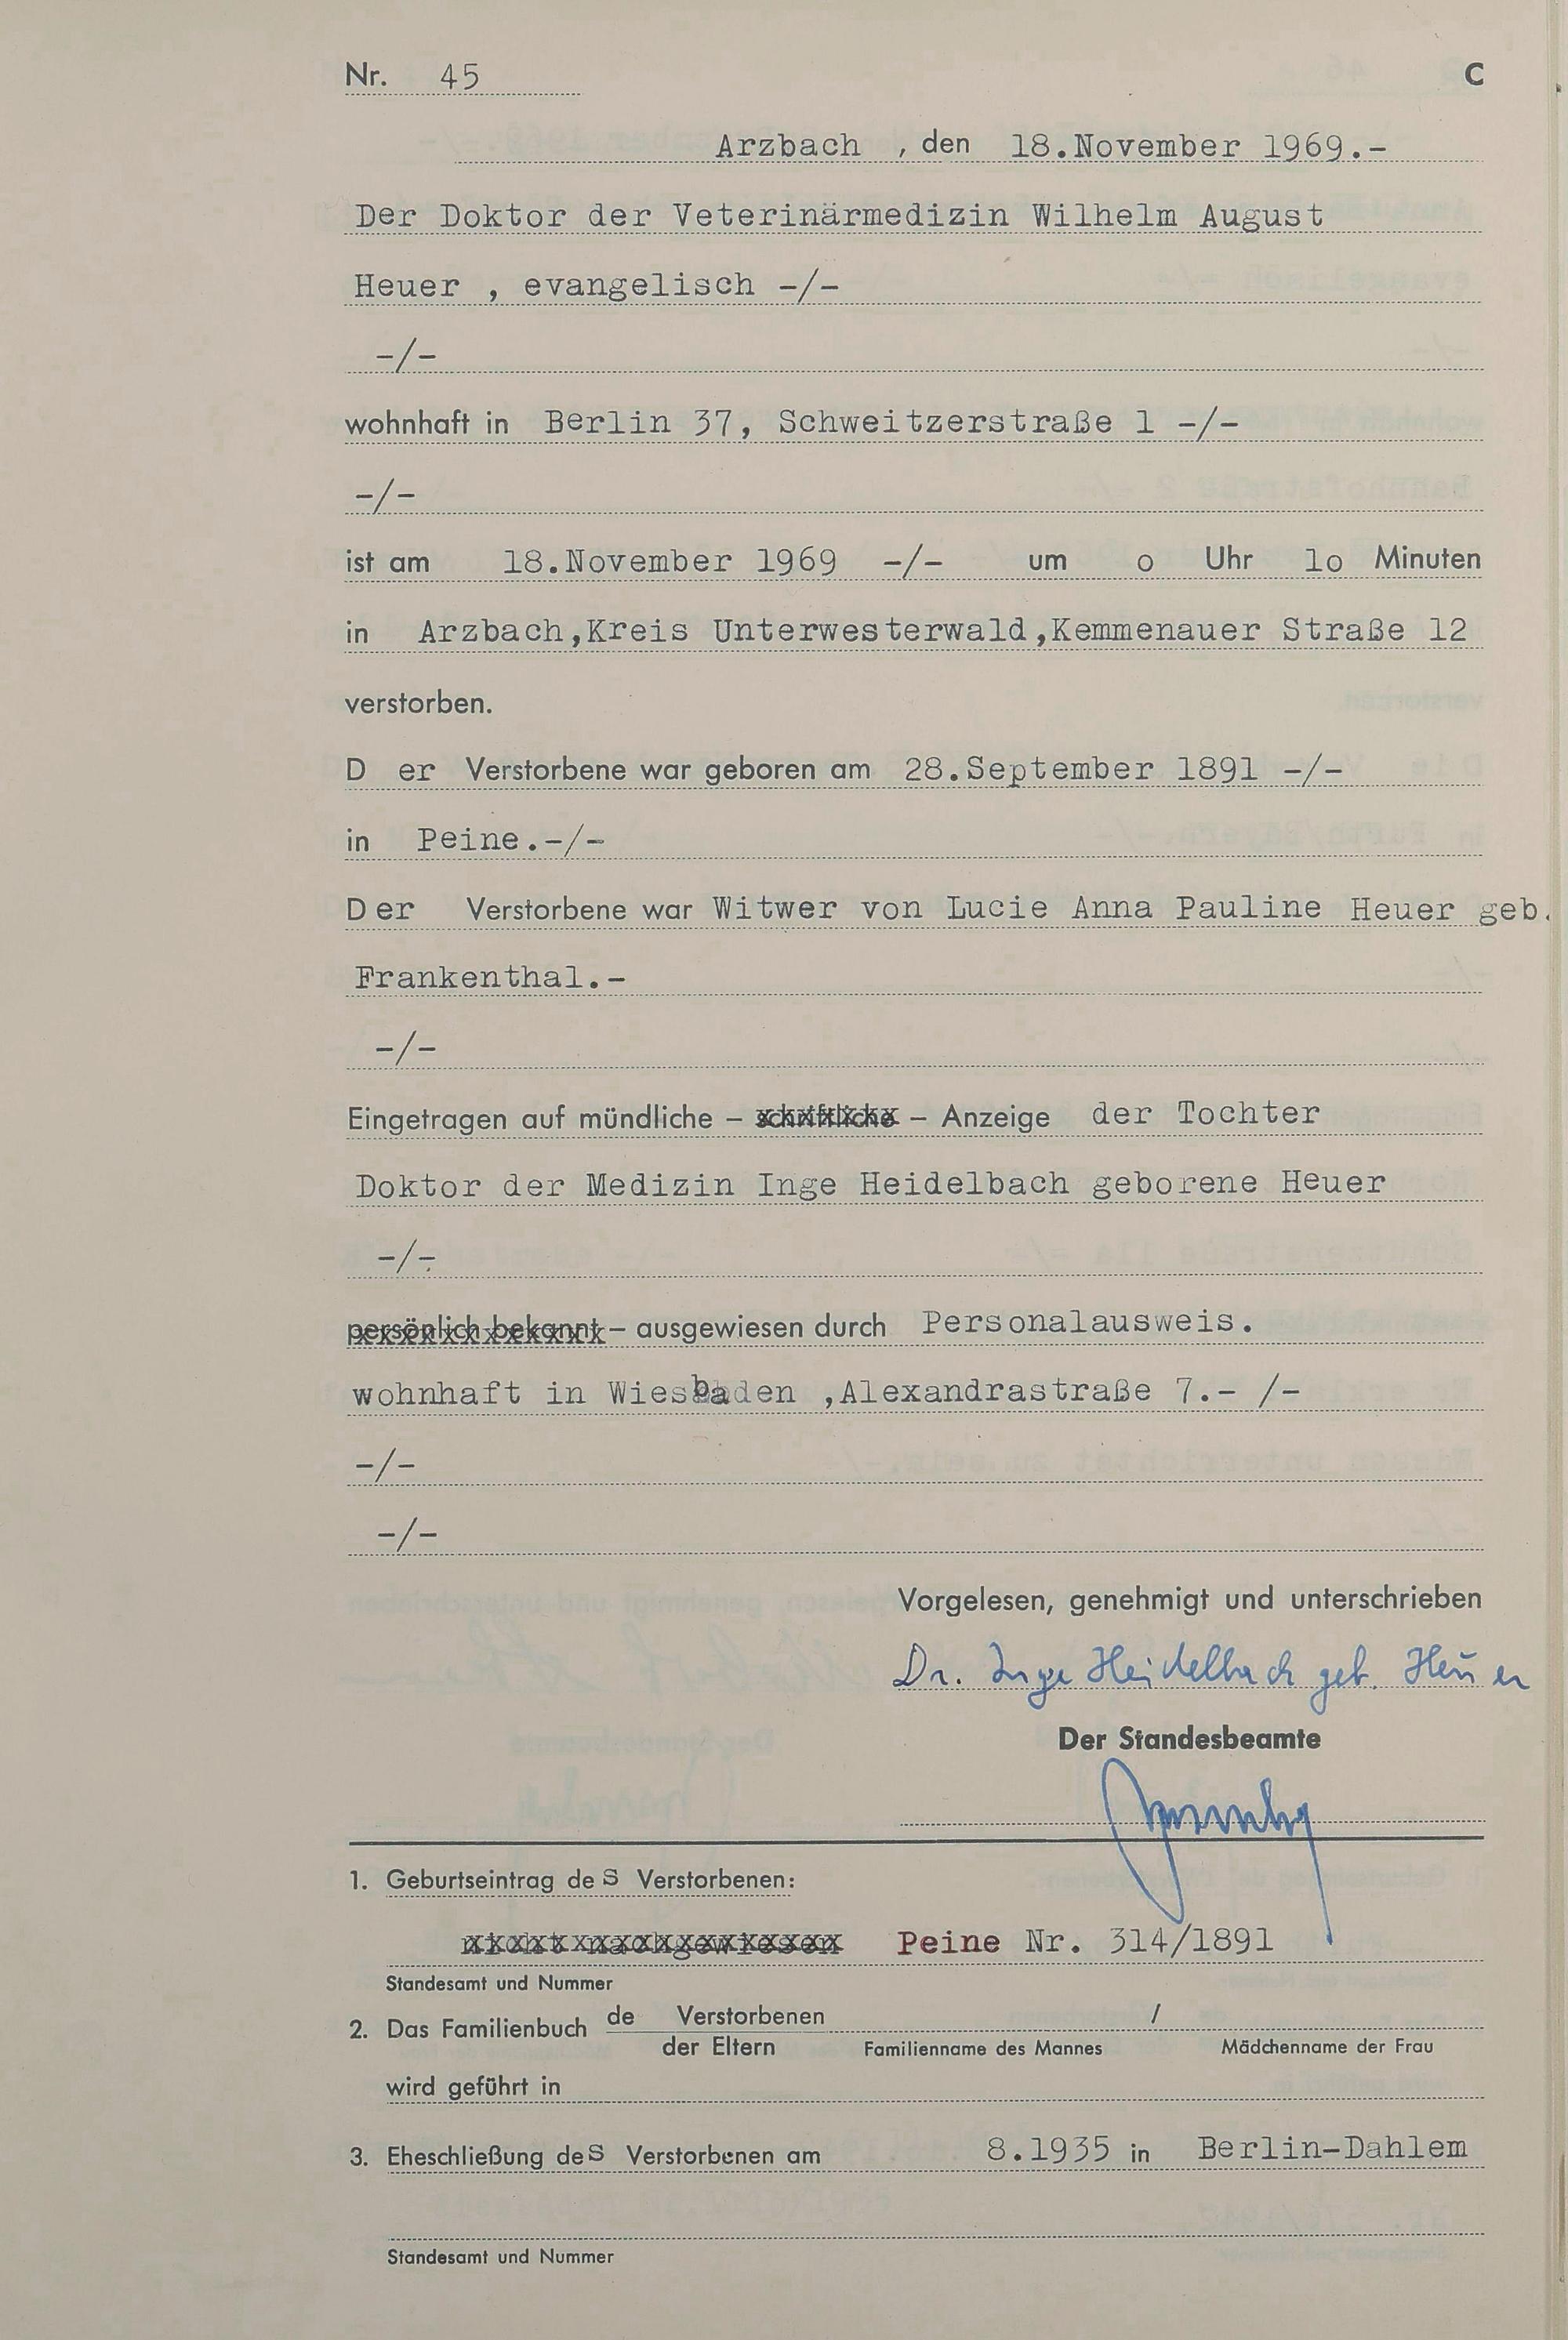 Nr. 45 C
Arzbach , den 18.November 1969.-
Der Doktor der Veterinärmedizin Wilhelm August
Heuer , evangelisch -/-
-/-
wohnhaft in Berlin 37, Schweitzerstraße 1 -/-
-/-
ist am 18.November 1969 -/- um o Uhr lo Minuten
in Arzbach,Kreis Unterwesterwald,Kemmenauer Straße 12
verstorben.
D er Verstorbene war geboren am 28.September 1891 -/-
in Peine.-/-
Der Verstorbene war Witwer von Lucie Anna Pauline Heuer geb.
Frankenthal.-
-/-
Eingetragen auf mündliche - schriftliche - Anzeige der Tochter
Doktor der Medizin Inge Heidelbach geborene Heuer
-/-
persönlich bekannt - ausgewiesen durch Personalausweis.
wohnhaft in Wiesbaden ,Alexandrastraße 7.- /-
-/-
-/-
Vorgelesen, genehmigt und unterschrieben
Dr. Inge Heidelbach geb. Heuer
Der Standesbeamte
1. Geburtseintrag des Verstorbenen:
nicht nachgewiesen Peine Nr. 314/1891
Standesamt und Nummer
2. Das Familienbuch de Verstorbenen /
der Eltern Familienname des Mannes Mädchenname der Frau
wird geführt in
3. Eheschließung des Verstorbenen am 8.1935 in Berlin-Dahlem
Standesamt und Nummer